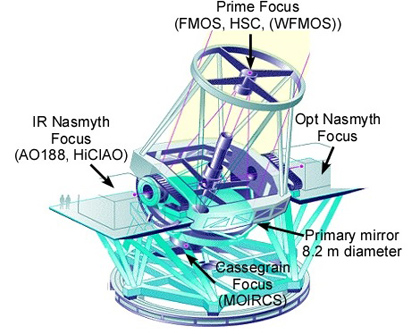 Prime Focus
(FMOS, HSC, (WFMOS))
IR Nasmyth
Focus
(AO188, HiCIAO)
Opt Nasmyth
Focus
Primary mirror
8.2 m diameter
Cassegrain
Focus
(MOIRCS)